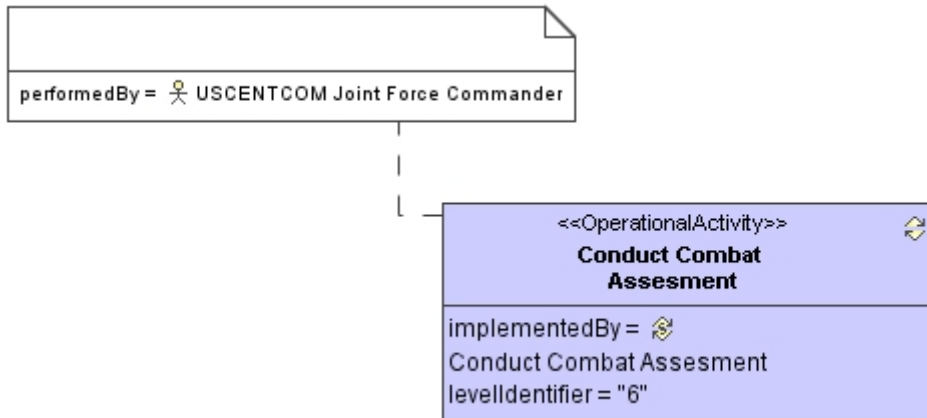 performedBy = USCENTCOM Joint Force Commander
<<OperationalActivity>>
Conduct Combat
Assesment
implementedBy =
Conduct Combat Assesment
levelIdentifier = "6"